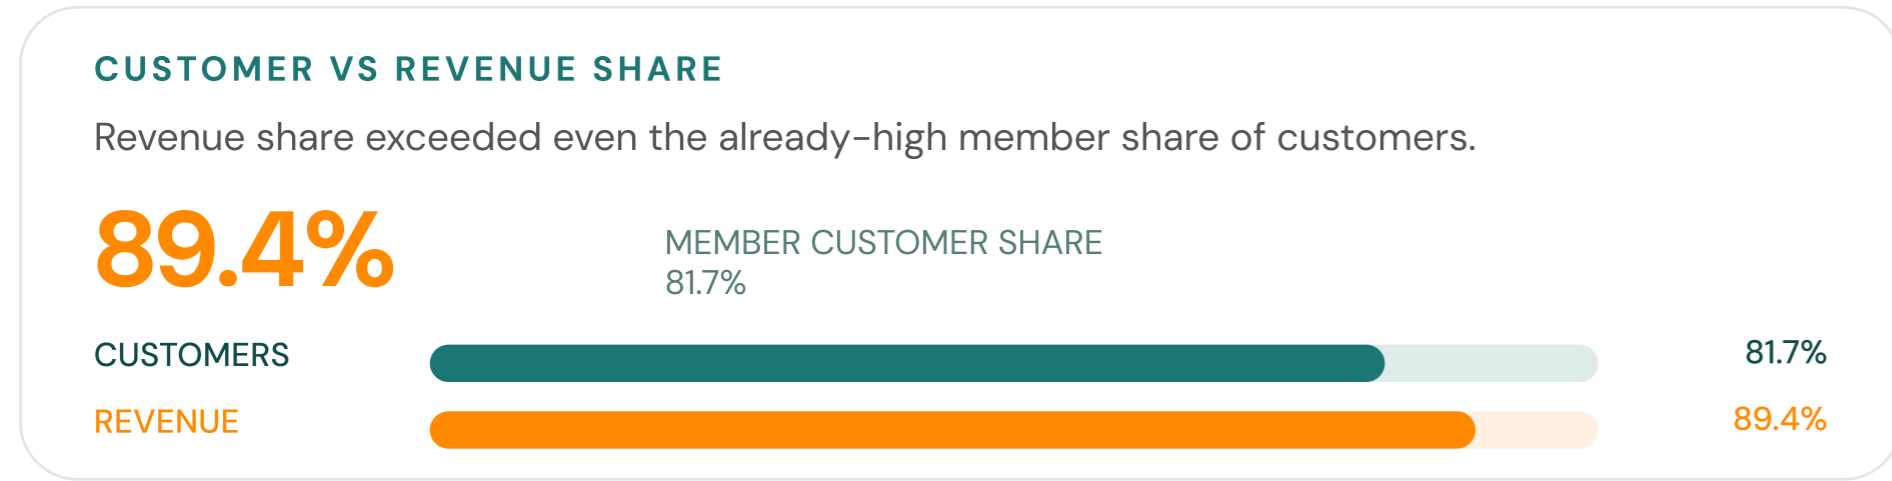 CUSTOMER VS REVENUE SHARE
Revenue share exceeded even the already-high member share of customers.
89.4%
MEMBER CUSTOMER SHARE
81.7%
CUSTOMERS 81.7%
REVENUE 89.4%